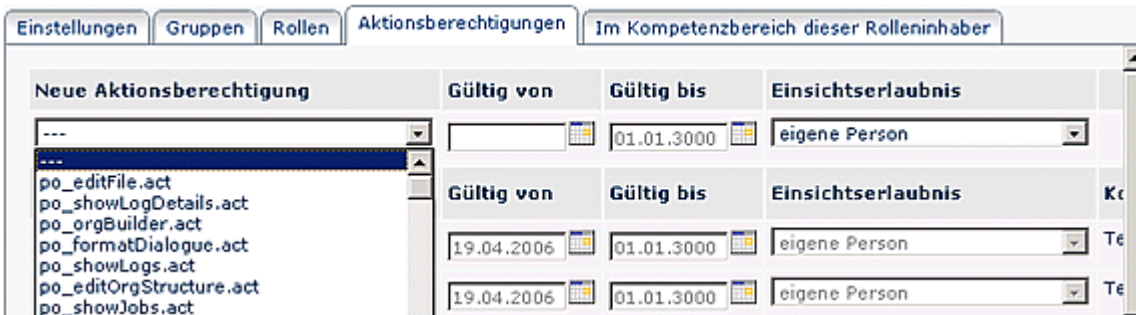 Einstellungen Gruppen Rollen Aktionsberechtigungen Im Kompetenzbereich dieser Rolleninhaber
Neue Aktionsberechtigung Gültig von Gültig bis Einsichtserlaubnis
--- 01.01.3000 eigene Person
---
po_editFile.act
po_showLogDetails.act Gültig von Gültig bis Einsichtserlaubnis
po_orgBuilder.act
po_formatDialogue.act 19.04.2006 01.01.3000 eigene Person
po_showLogs.act
po_editOrgStructure.act 19.04.2006 01.01.3000 eigene Person
po_showJobs.act